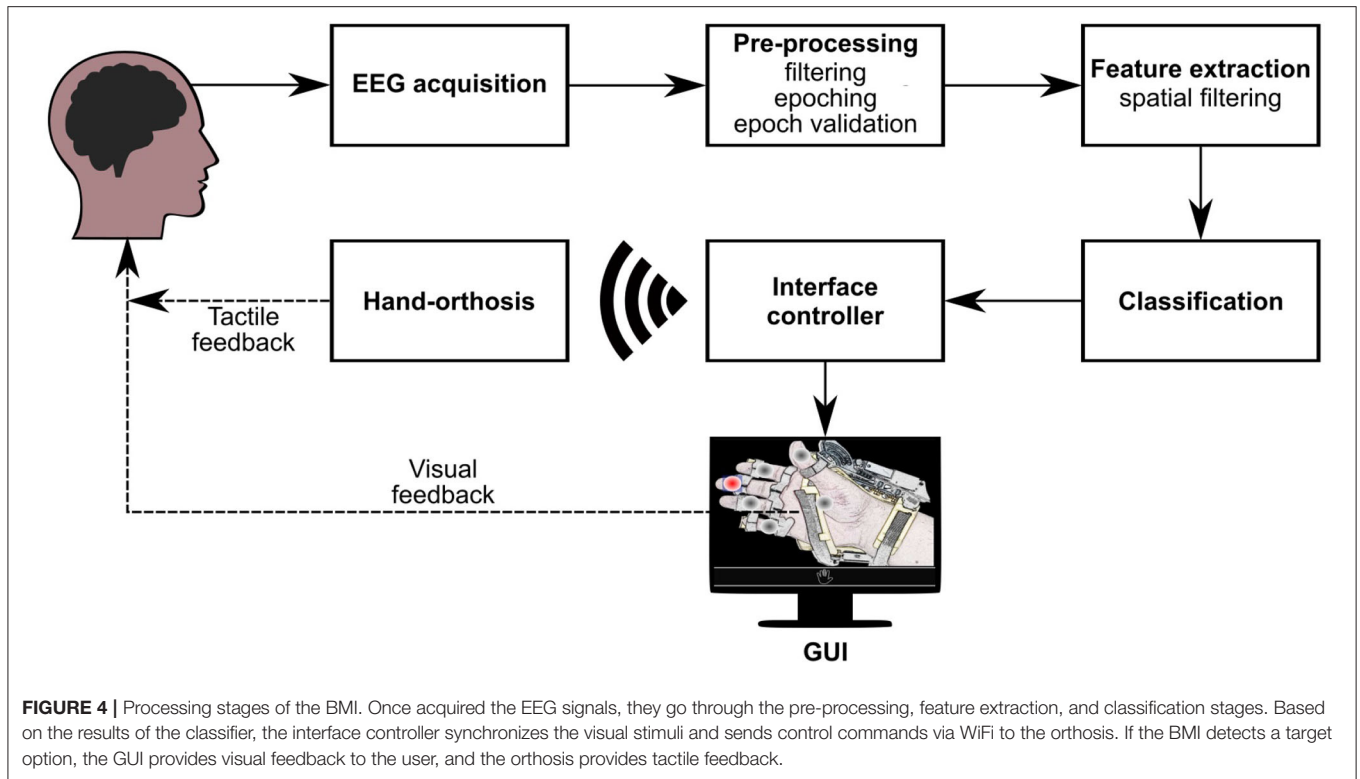 EEG acquisition
Pre-processing
filtering
epoching
epoch validation
Feature extraction
spatial filtering
Hand-orthosis
Interface
controller
Classification
Tactile
feedback
Visual
feedback
GUI
FIGURE 4 | Processing stages of the BMI. Once acquired the EEG signals, they go through the pre-processing, feature extraction, and classification stages. Based
on the results of the classifier, the interface controller synchronizes the visual stimuli and sends control commands via WiFi to the orthosis. If the BMI detects a target
option, the GUI provides visual feedback to the user, and the orthosis provides tactile feedback.